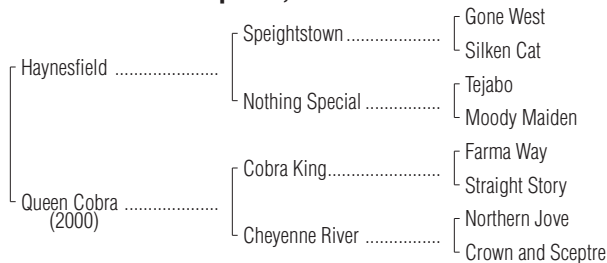 Gone West
Speightstown
Silken Cat
Haynesfield
Tejabo
Nothing Special
Moody Maiden
Farma Way
Cobra King
Straight Story
Queen Cobra
(2000)
Northern Jove
Cheyenne River
Crown and Sceptre